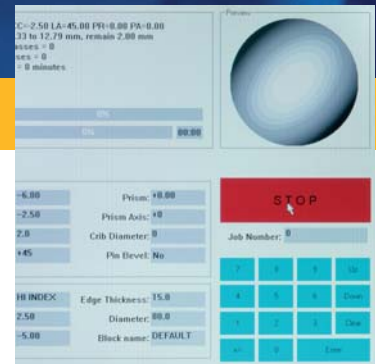 CC=-2.50 LA=45.00 PR=0.00 PA=0.00
.33 to 12.79 mm, remain 2.00 mm
asses = 0
ses = 0
= 0 minutes
Preview
0%
0% 00:00
-6.00 Prism: +0.00
-2.50 Prism Axis: +0
2.0 Crib Diameter: 0
+45 Pin Bevel: No
STOP
Job Number: 0
7 8 9 Up
4 5 6 Down
1 2 3 Clear
+/- 0 Enter
HI INDEX Edge Thickness: 15.0
2.50 Diameter: 80.0
-5.00 Block name: DEFAULT